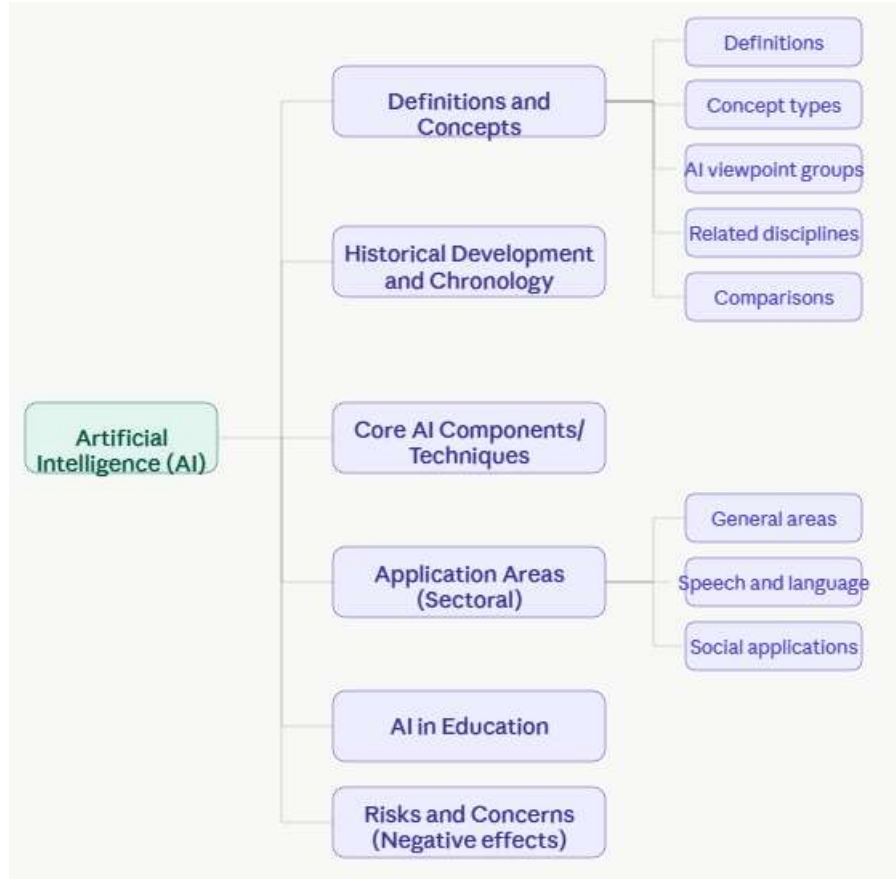 Definitions
Definitions and
Concepts
Concept types
AI viewpoint groups
Related disciplines
Comparisons
Historical Development
and Chronology
Artificial
Intelligence (AI)
Core AI Components/
Techniques
General areas
Application Areas
(Sectoral)
Speech and language
Social applications
AI in Education
Risks and Concerns
(Negative effects)